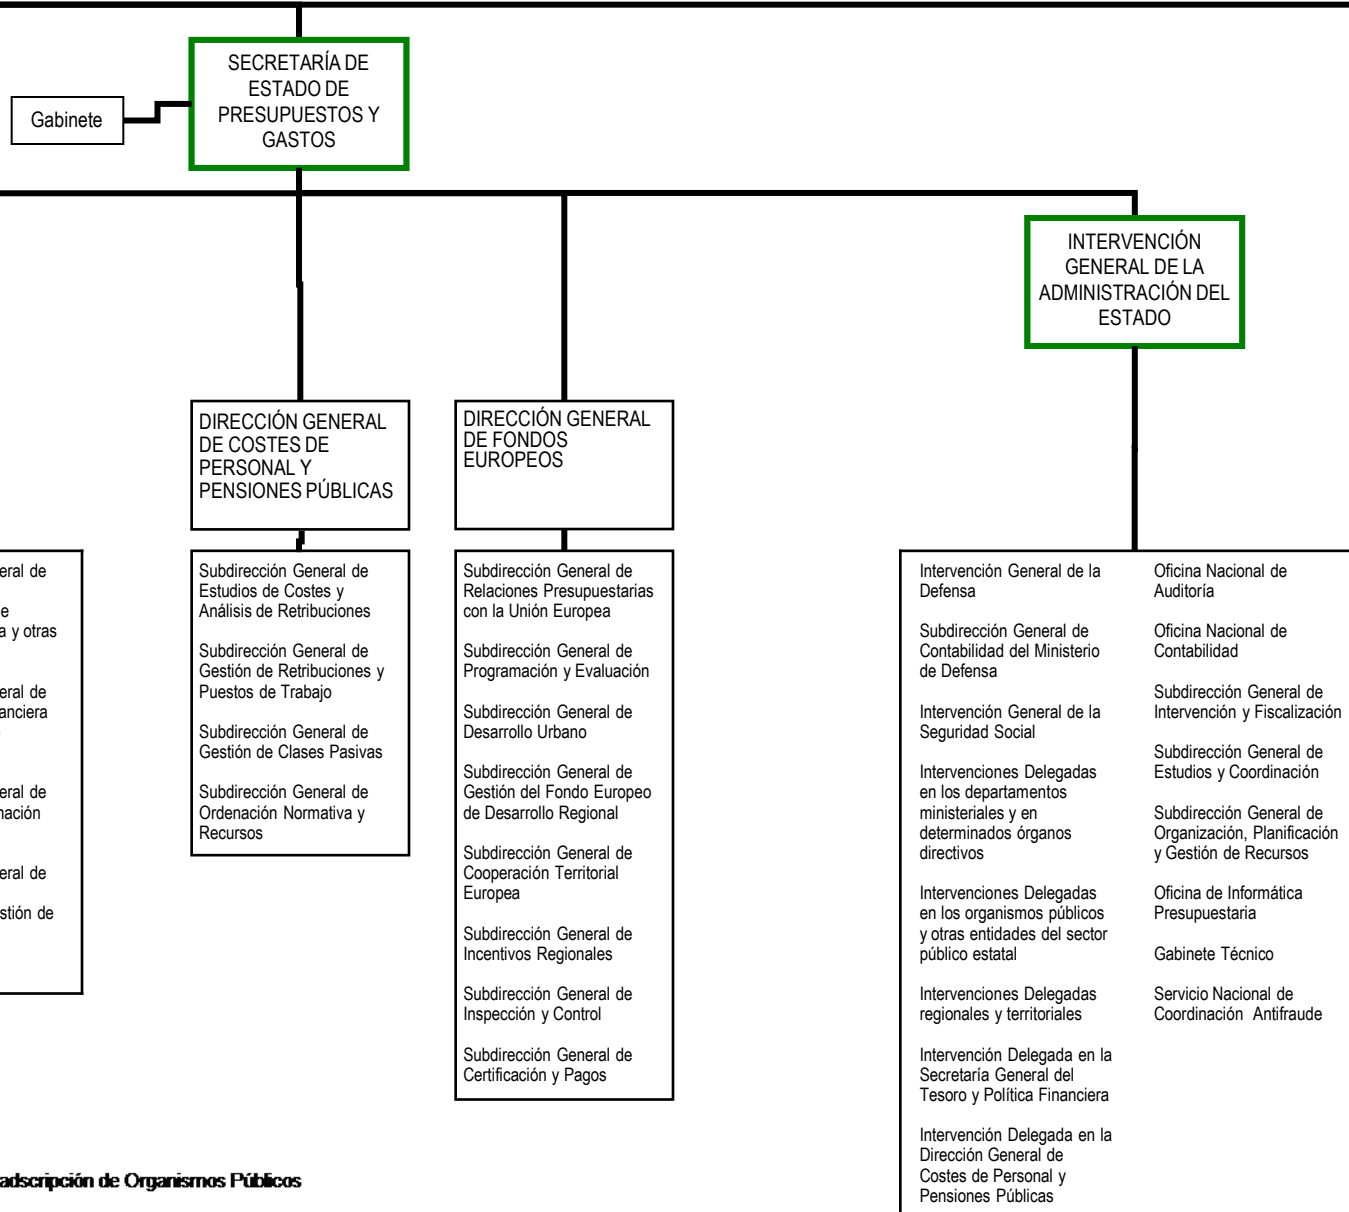 SECRETARÍA DE
ESTADO DE
PRESUPUESTOS Y
GASTOS
Gabinete
INTERVENCIÓN
GENERAL DE LA
ADMINISTRACIÓN DEL
ESTADO
DIRECCIÓN GENERAL
DE COSTES DE
PERSONAL Y
PENSIONES PÚBLICAS
DIRECCIÓN GENERAL
DE FONDOS
EUROPEOS
de
y otras
de
de
de
de
Subdirección General de
Estudios de Costes y
Análisis de Retribuciones
Subdirección General de
Gestión de Retribuciones y
Puestos de Trabajo
Subdirección General de
Gestión de Clases Pasivas
Subdirección General de
Ordenación Normativa y
Recursos
Subdirección General de
Relaciones Presupuestarias
con la Unión Europea
Subdirección General de
Programación y Evaluación
Subdirección General de
Desarrollo Urbano
Subdirección General de
Gestión del Fondo Europeo
de Desarrollo Regional
Subdirección General de
Cooperación Territorial
Europea
Subdirección General de
Incentivos Regionales
Subdirección General de
Inspección y Control
Subdirección General de
Certificación y Pagos
Intervención General de la
Defensa
Subdirección General de
Contabilidad del Ministerio
de Defensa
Intervención General de la
Seguridad Social
Intervenciones Delegadas
en los departamentos
ministeriales y en
determinados órganos
directivos
Intervenciones Delegadas
en los organismos públicos
y otras entidades del sector
público estatal
Intervenciones Delegadas
regionales y territoriales
Intervención Delegada en la
Secretaría General del
Tesoro y Política Financiera
Intervención Delegada en la
Dirección General de
Costes de Personal y
Pensiones Públicas
Oficina Nacional de
Auditoría
Oficina Nacional de
Contabilidad
Subdirección General de
Intervención y Fiscalización
Subdirección General de
Estudios y Coordinación
Subdirección General de
Organización, Planificación
y Gestión de Recursos
Oficina de Informática
Presupuestaria
Gabinete Técnico
Servicio Nacional de
Coordinación Antifraude
adscripción de Organismos Públicos